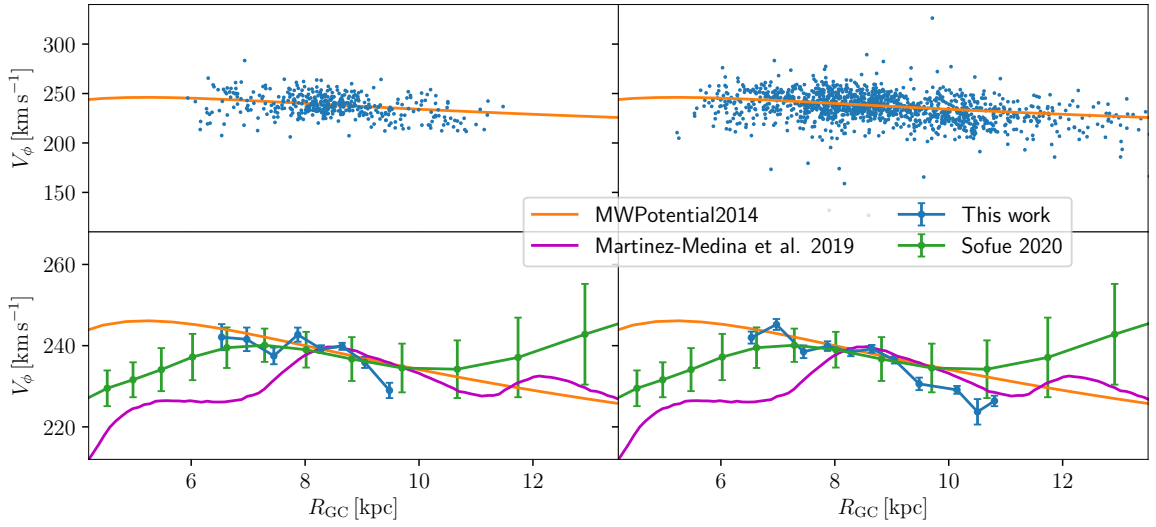 300
250
200
150
V_ϕ [km s⁻¹]
MWPotential2014
This work
Martinez-Medina et al. 2019
Sofue 2020
260
240
220
V_ϕ [km s⁻¹]
6 8 10 12
6 8 10 12
R_GC [kpc]
R_GC [kpc]